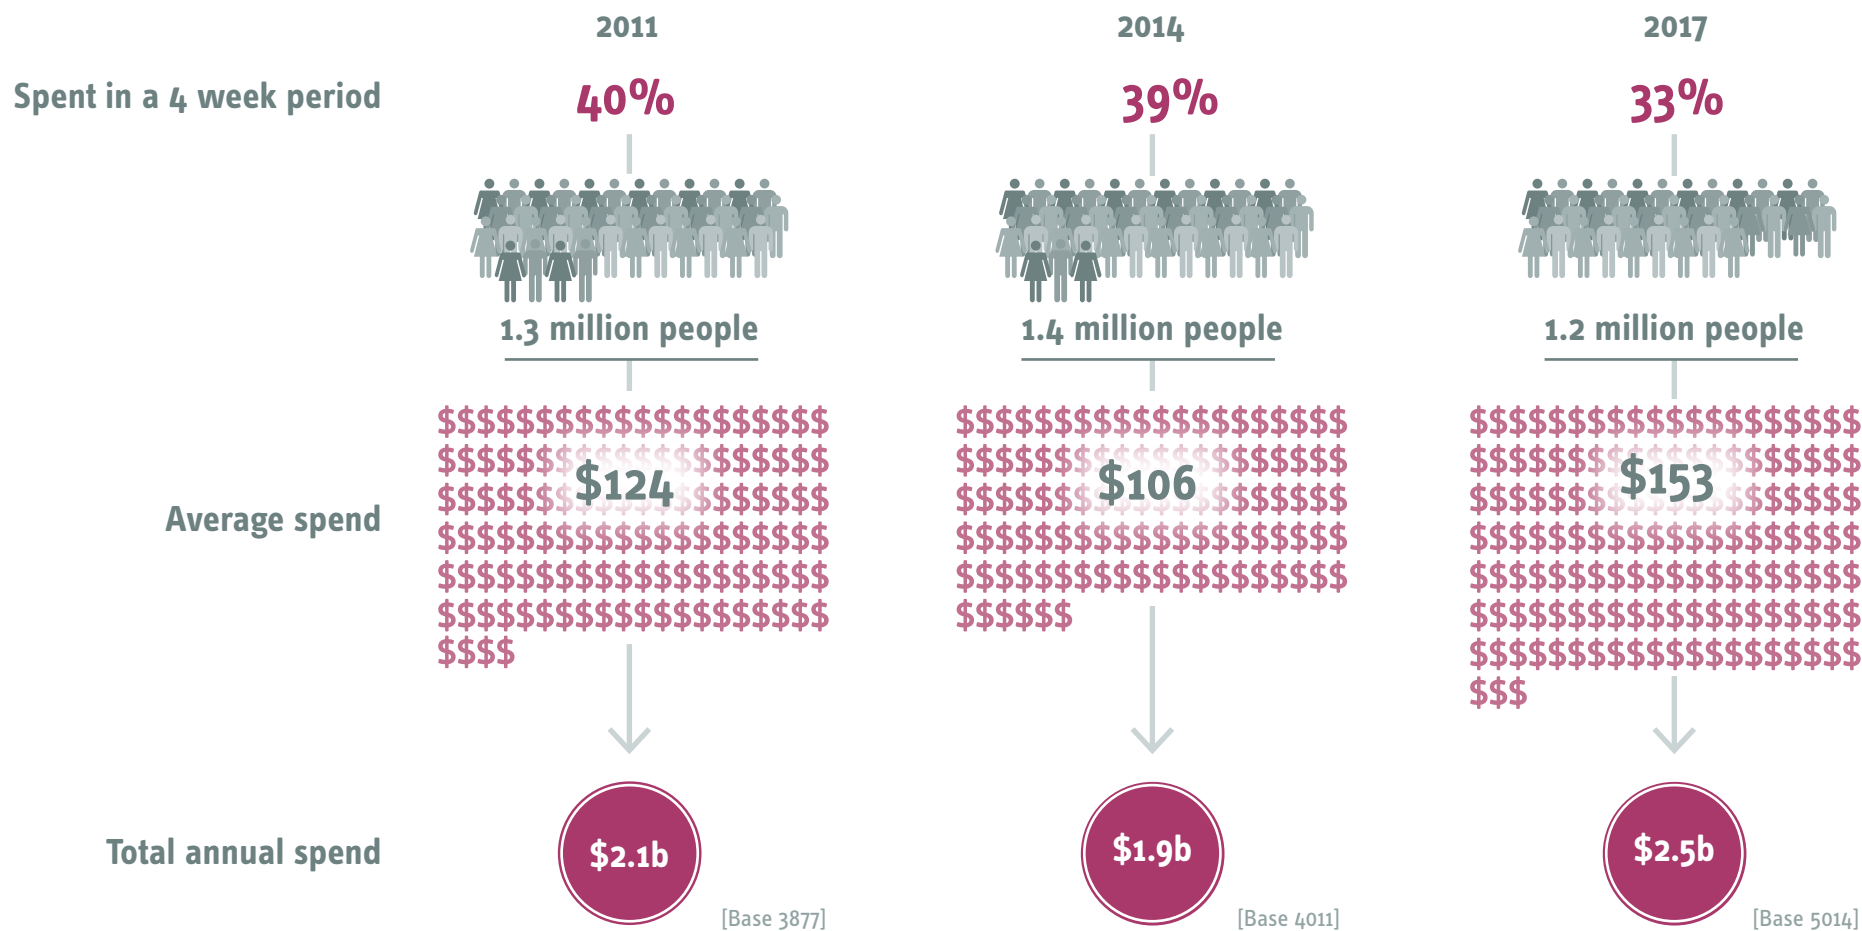 2011 2014 2017
Spent in a 4 week period 40% 39% 33%
1.3 million people 1.4 million people 1.2 million people
$$$$$$$$$$$$$$$$$$$$ $$$$$$$$$$$$$$$$$$$$ $$$$$$$$$$$$$$$$$$$$
$$$$$$$$$$$$$$$$$$$$ $$$$$$$$$$$$$$$$$$$$ $$$$$$$$$$$$$$$$$$$$
$124 $106 $153
$$$$$$$$$$$$$$$$$$$$ $$$$$$$$$$$$$$$$$$$$ $$$$$$$$$$$$$$$$$$$$
Average spend
$$$$$$$$$$$$$$$$$$$$ $$$$$$$$$$$$$$$$$$$$ $$$$$$$$$$$$$$$$$$$$
$$$$$$$$$$$$$$$$$$$$ $$$$$$$$$$$$$$$$$$$$ $$$$$$$$$$$$$$$$$$$$
$$$$$$$$$$$$$$$$$$$$ $$$$$$ $$$$$$$$$$$$$$$$$$$$
$$$$ $$$$$$$$$$$$$$$$$$$$
$$$
Total annual spend $2.1b $1.9b $2.5b
[Base 3877] [Base 4011] [Base 5014]